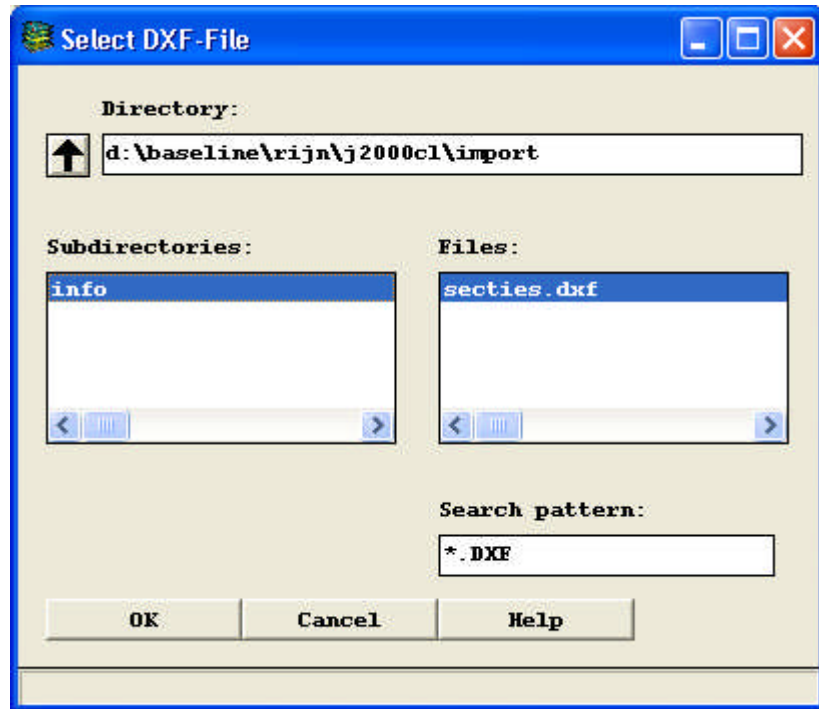 Select DXF-File
Directory:
d:\baseline\rijn\j2000cl\import
Subdirectories:
Files:
info
secties.dxf
Search pattern:
*.DXF
OK
Cancel
Help